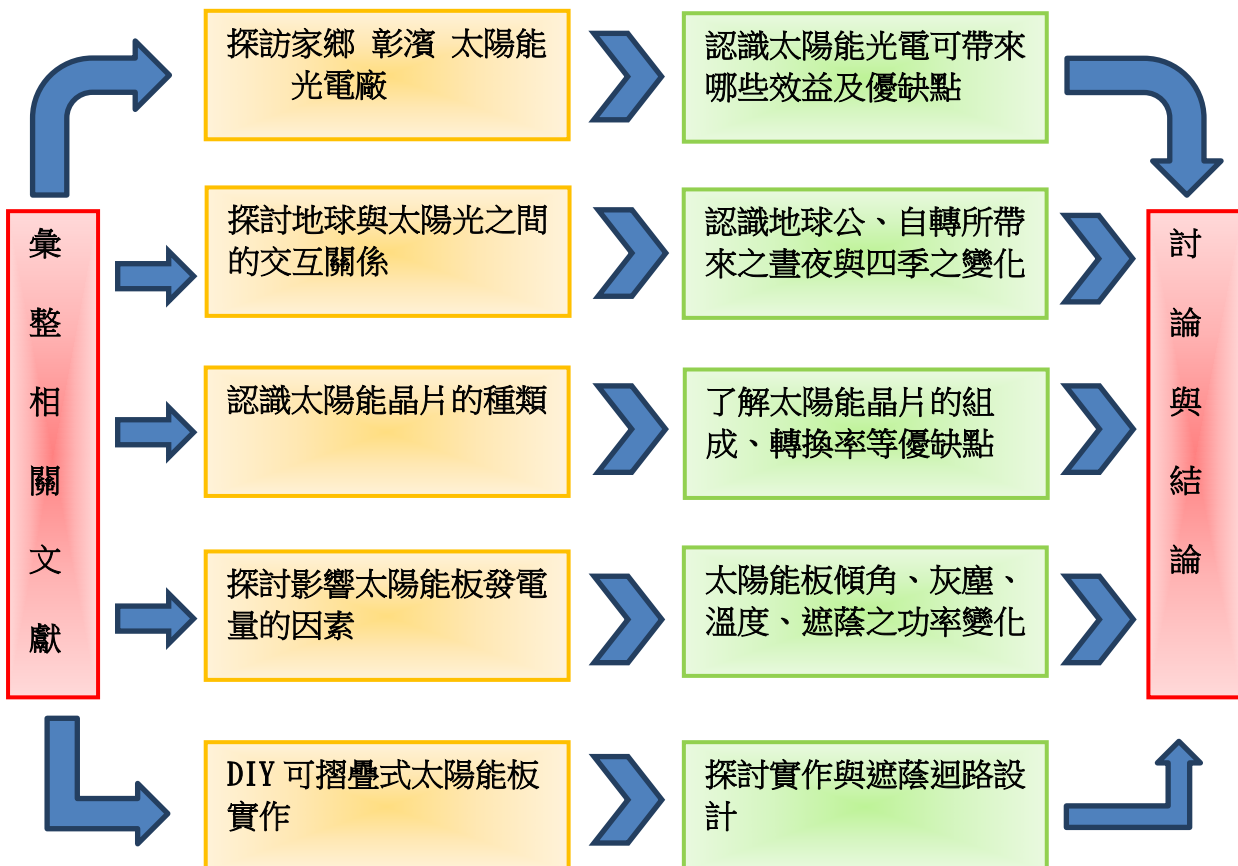 彙整相關文獻
探訪家鄉 彰濱 太陽能
光電廠
認識太陽能光電可帶來
哪些效益及優缺點
探討地球與太陽光之間
的交互關係
認識地球公、自轉所帶
來之晝夜與四季之變化
認識太陽能晶片的種類
了解太陽能晶片的組
成、轉換率等優缺點
探討影響太陽能板發電
量的因素
太陽能板傾角、灰塵、
溫度、遮蔭之功率變化
DIY 可摺疊式太陽能板
實作
探討實作與遮蔭迴路設
計
討論與結論